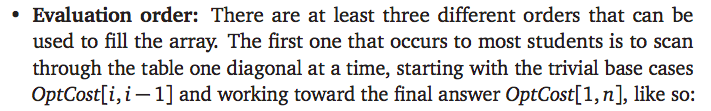 • Evaluation order: There are at least three different orders that can be
used to fill the array. The first one that occurs to most students is to scan
through the table one diagonal at a time, starting with the trivial base cases
OptCost[i, i − 1] and working toward the final answer OptCost[1, n], like so: